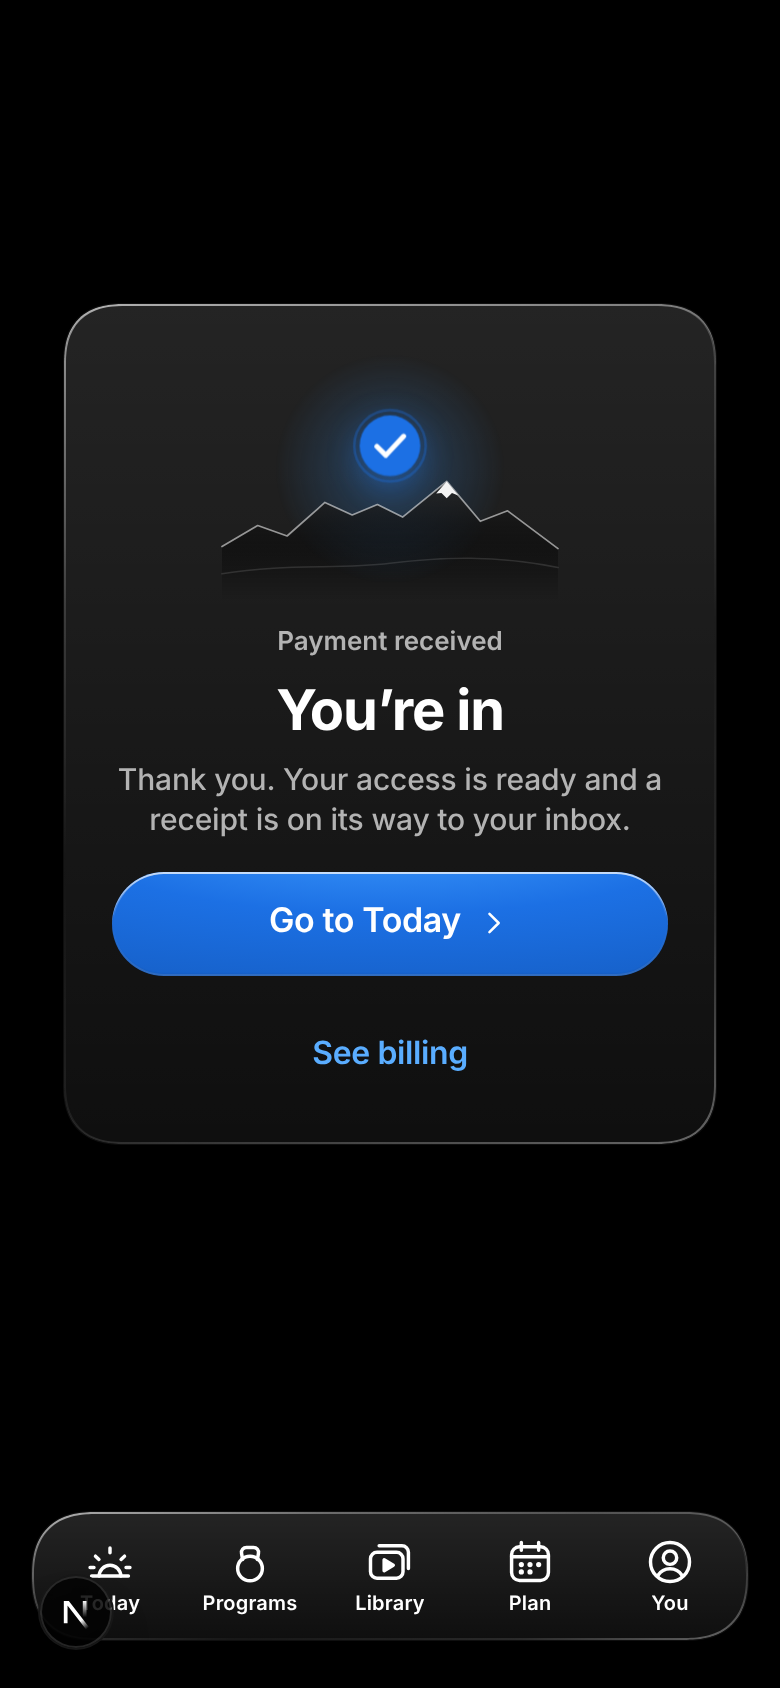 Payment received
You’re in
Thank you. Your access is ready and a
receipt is on its way to your inbox.
Go to Today
See billing
Today
Programs
Library
Plan
You
N